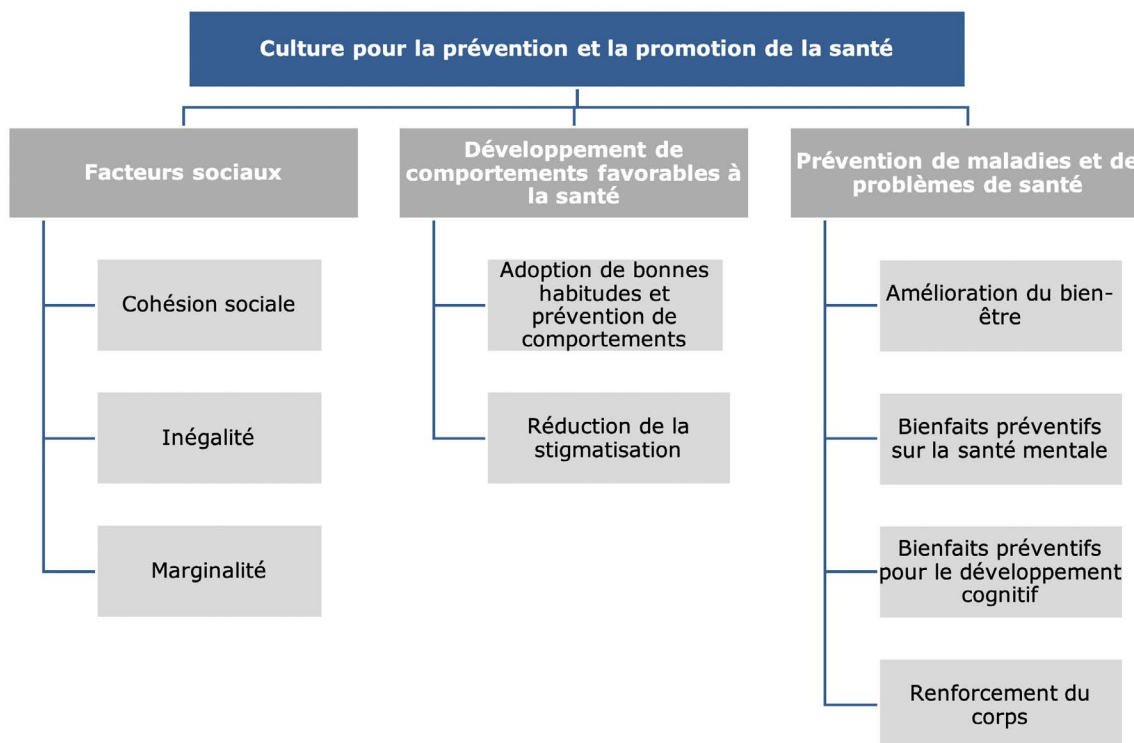 Culture pour la prévention et la promotion de la santé
Facteurs sociaux
Cohésion sociale
Inégalité
Marginalité
Développement de
comportements favorables à
la santé
Adoption de bonnes
habitudes et
prévention de
comportements
Réduction de la
stigmatisation
Prévention de maladies et de
problèmes de santé
Amélioration du bien-
être
Bienfaits préventifs
sur la santé mentale
Bienfaits préventifs
pour le développement
cognitif
Renforcement du
corps